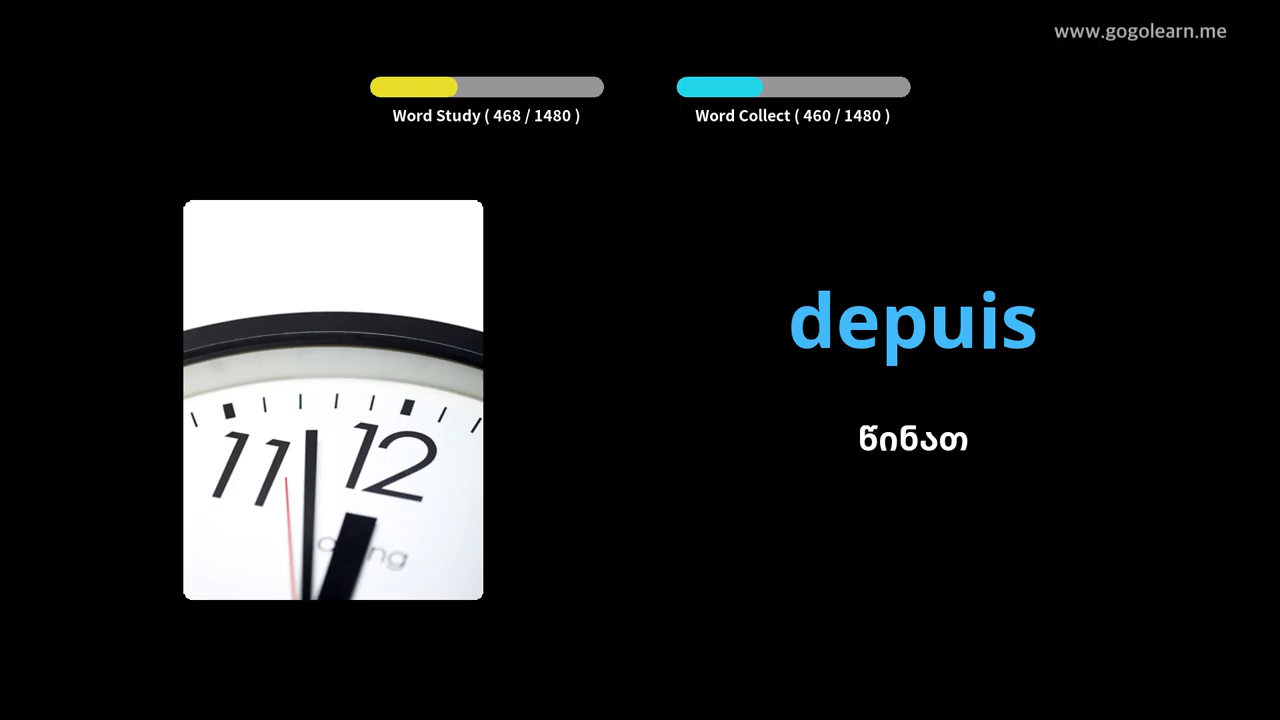 www.gogolearn.me
Word Study ( 468 / 1480 )
Word Collect ( 460 / 1480 )
depuis
წინათ
11 12